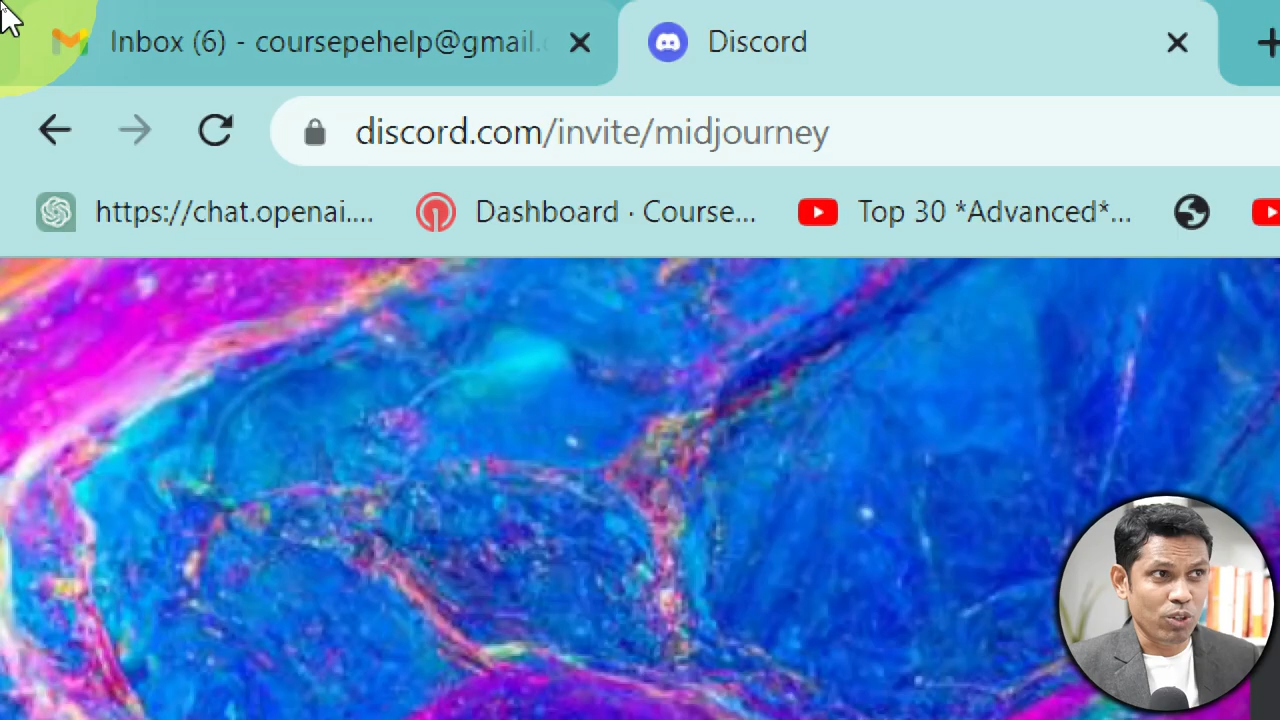 Inbox (6) - coursepehelp@gmail.
Discord
discord.com/invite/midjourney
https://chat.openai....
Dashboard · Course...
Top 30 *Advanced*...